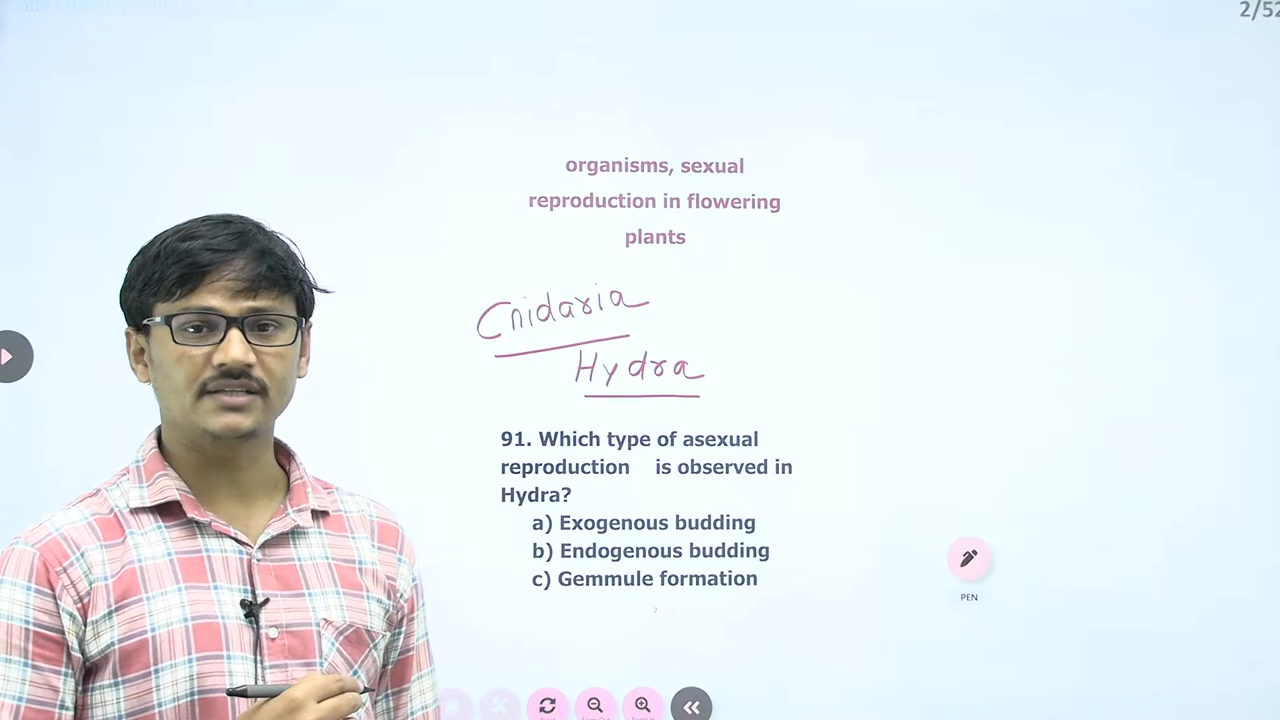 2/52
organisms, sexual
reproduction in flowering
plants
Cnidaria
Hydra
91. Which type of asexual
reproduction is observed in
Hydra?
a) Exogenous budding
b) Endogenous budding
c) Gemmule formation
2
PEN